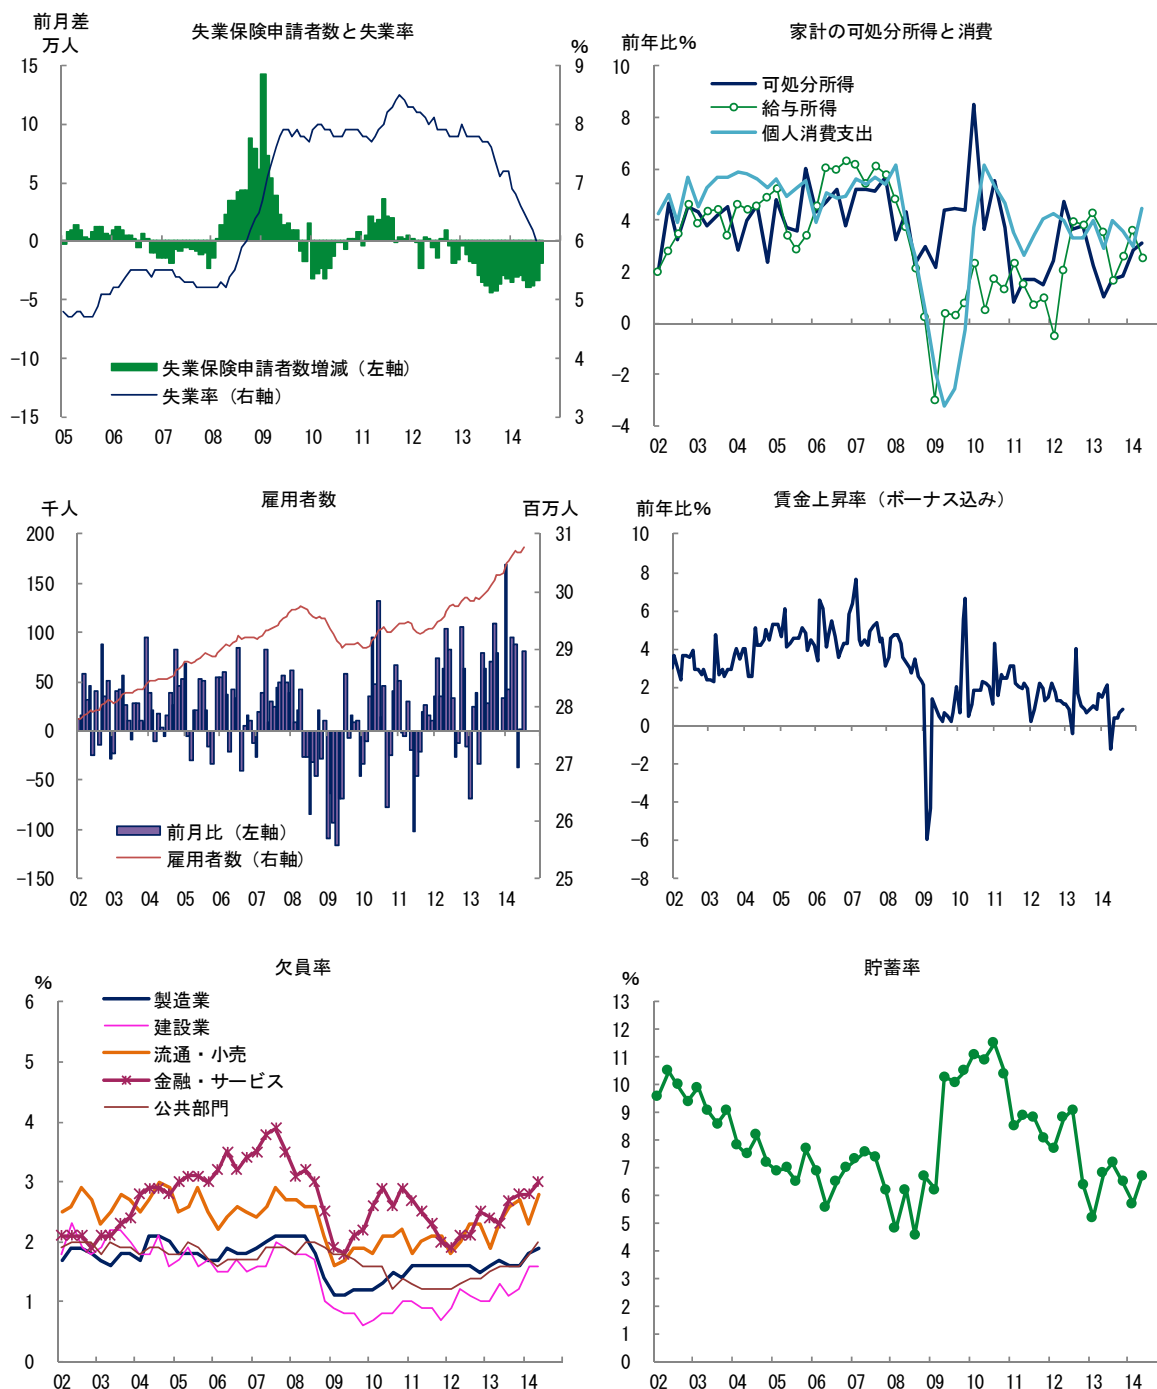 失業保険申請者数と失業率
前月差
万人
%
15
10
5
0
−5
−10
−15
9
8
7
6
5
4
3
失業保険申請者数増減（左軸）
失業率（右軸）
05 06 07 08 09 10 11 12 13 14
家計の可処分所得と消費
前年比%
10
8
6
4
2
0
−2
−4
可処分所得
給与所得
個人消費支出
02 03 04 05 06 07 08 09 10 11 12 13 14
雇用者数
千人
百万人
200
150
100
50
0
−50
−100
−150
31
30
29
28
27
26
25
前月比（左軸）
雇用者数（右軸）
02 03 04 05 06 07 08 09 10 11 12 13 14
賃金上昇率（ボーナス込み）
前年比%
10
8
6
4
2
0
−2
−4
−6
−8
02 03 04 05 06 07 08 09 10 11 12 13 14
欠員率
%
6
5
4
3
2
1
0
製造業
建設業
流通・小売
金融・サービス
公共部門
02 03 04 05 06 07 08 09 10 11 12 13 14
貯蓄率
%
13
12
11
10
9
8
7
6
5
4
3
2
1
0
02 03 04 05 06 07 08 09 10 11 12 13 14